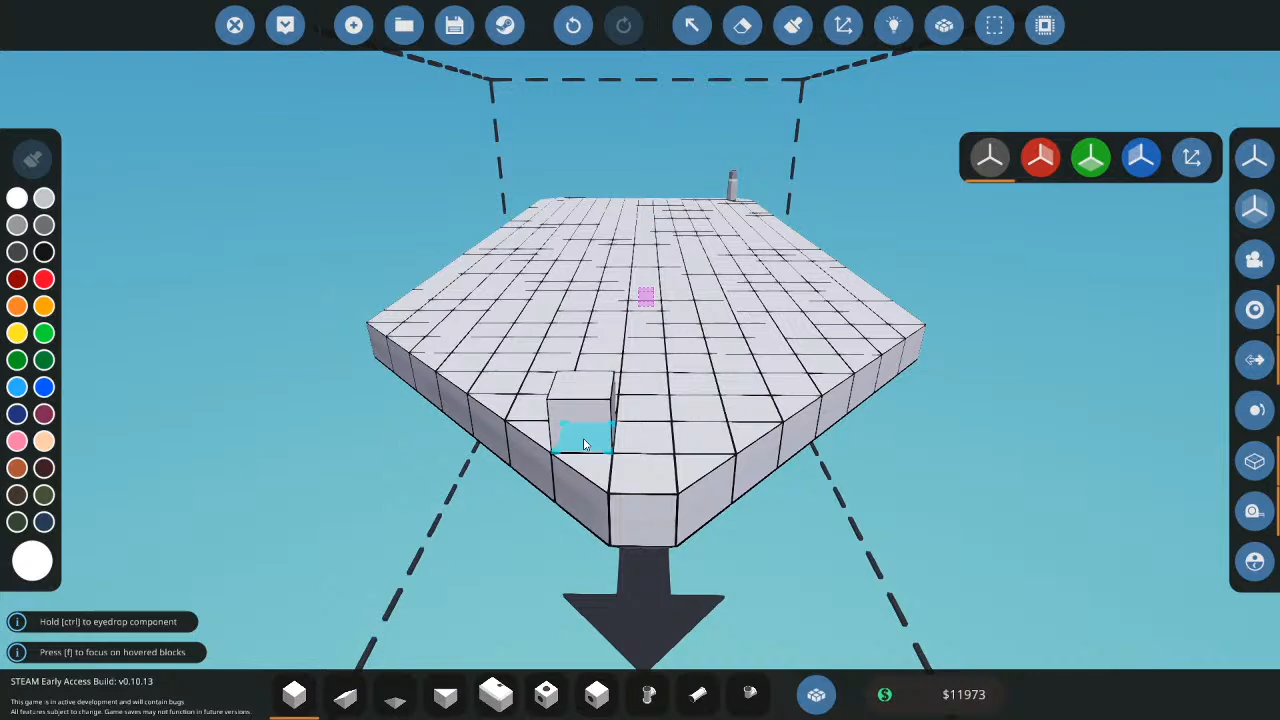 Hold [ctrl] to eyedrop component
Press [f] to focus on hovered blocks
STEAM Early Access Build: v0.10.13
This game is in active development and will contain bugs
All features subject to change. Game saves may not function in future versions
$11973